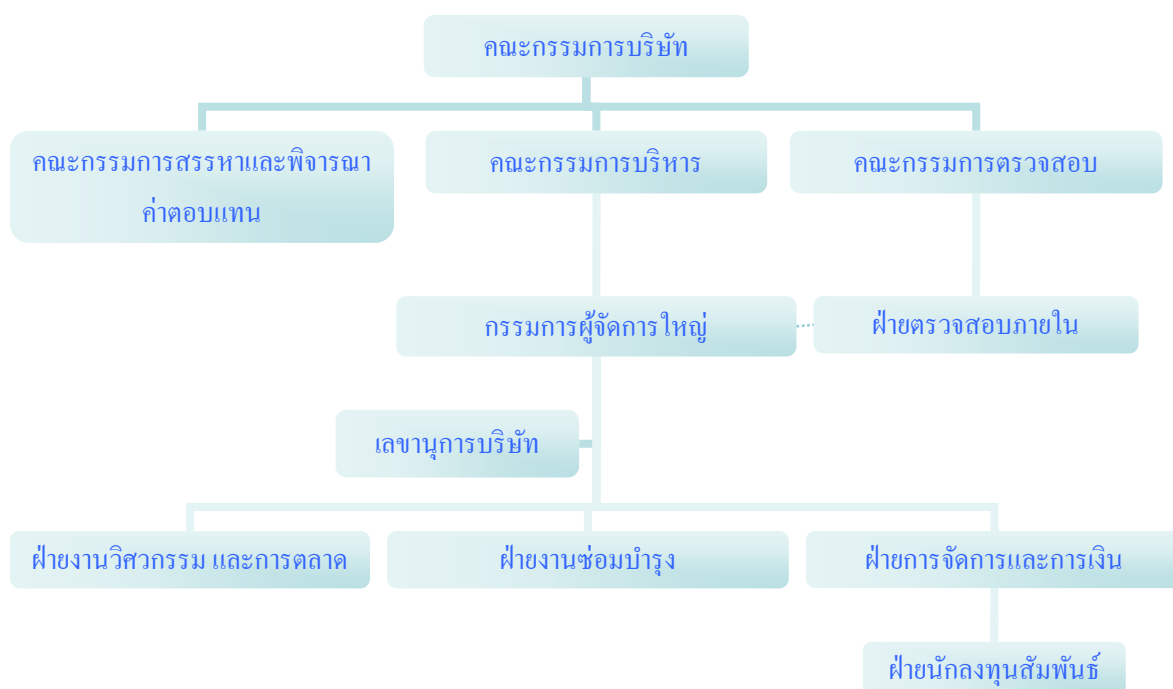 คณะกรรมการบริษัท
คณะกรรมการสรรหาและพิจารณา
ค่าตอบแทน
คณะกรรมการบริหาร
คณะกรรมการตรวจสอบ
กรรมการผู้จัดการใหญ่
ฝ่ายตรวจสอบภายใน
เลขานุการบริษัท
ฝ่ายงานวิศวกรรม และการตลาด
ฝ่ายงานซ่อมบำรุง
ฝ่ายการจัดการและการเงิน
ฝ่ายนักลงทุนสัมพันธ์